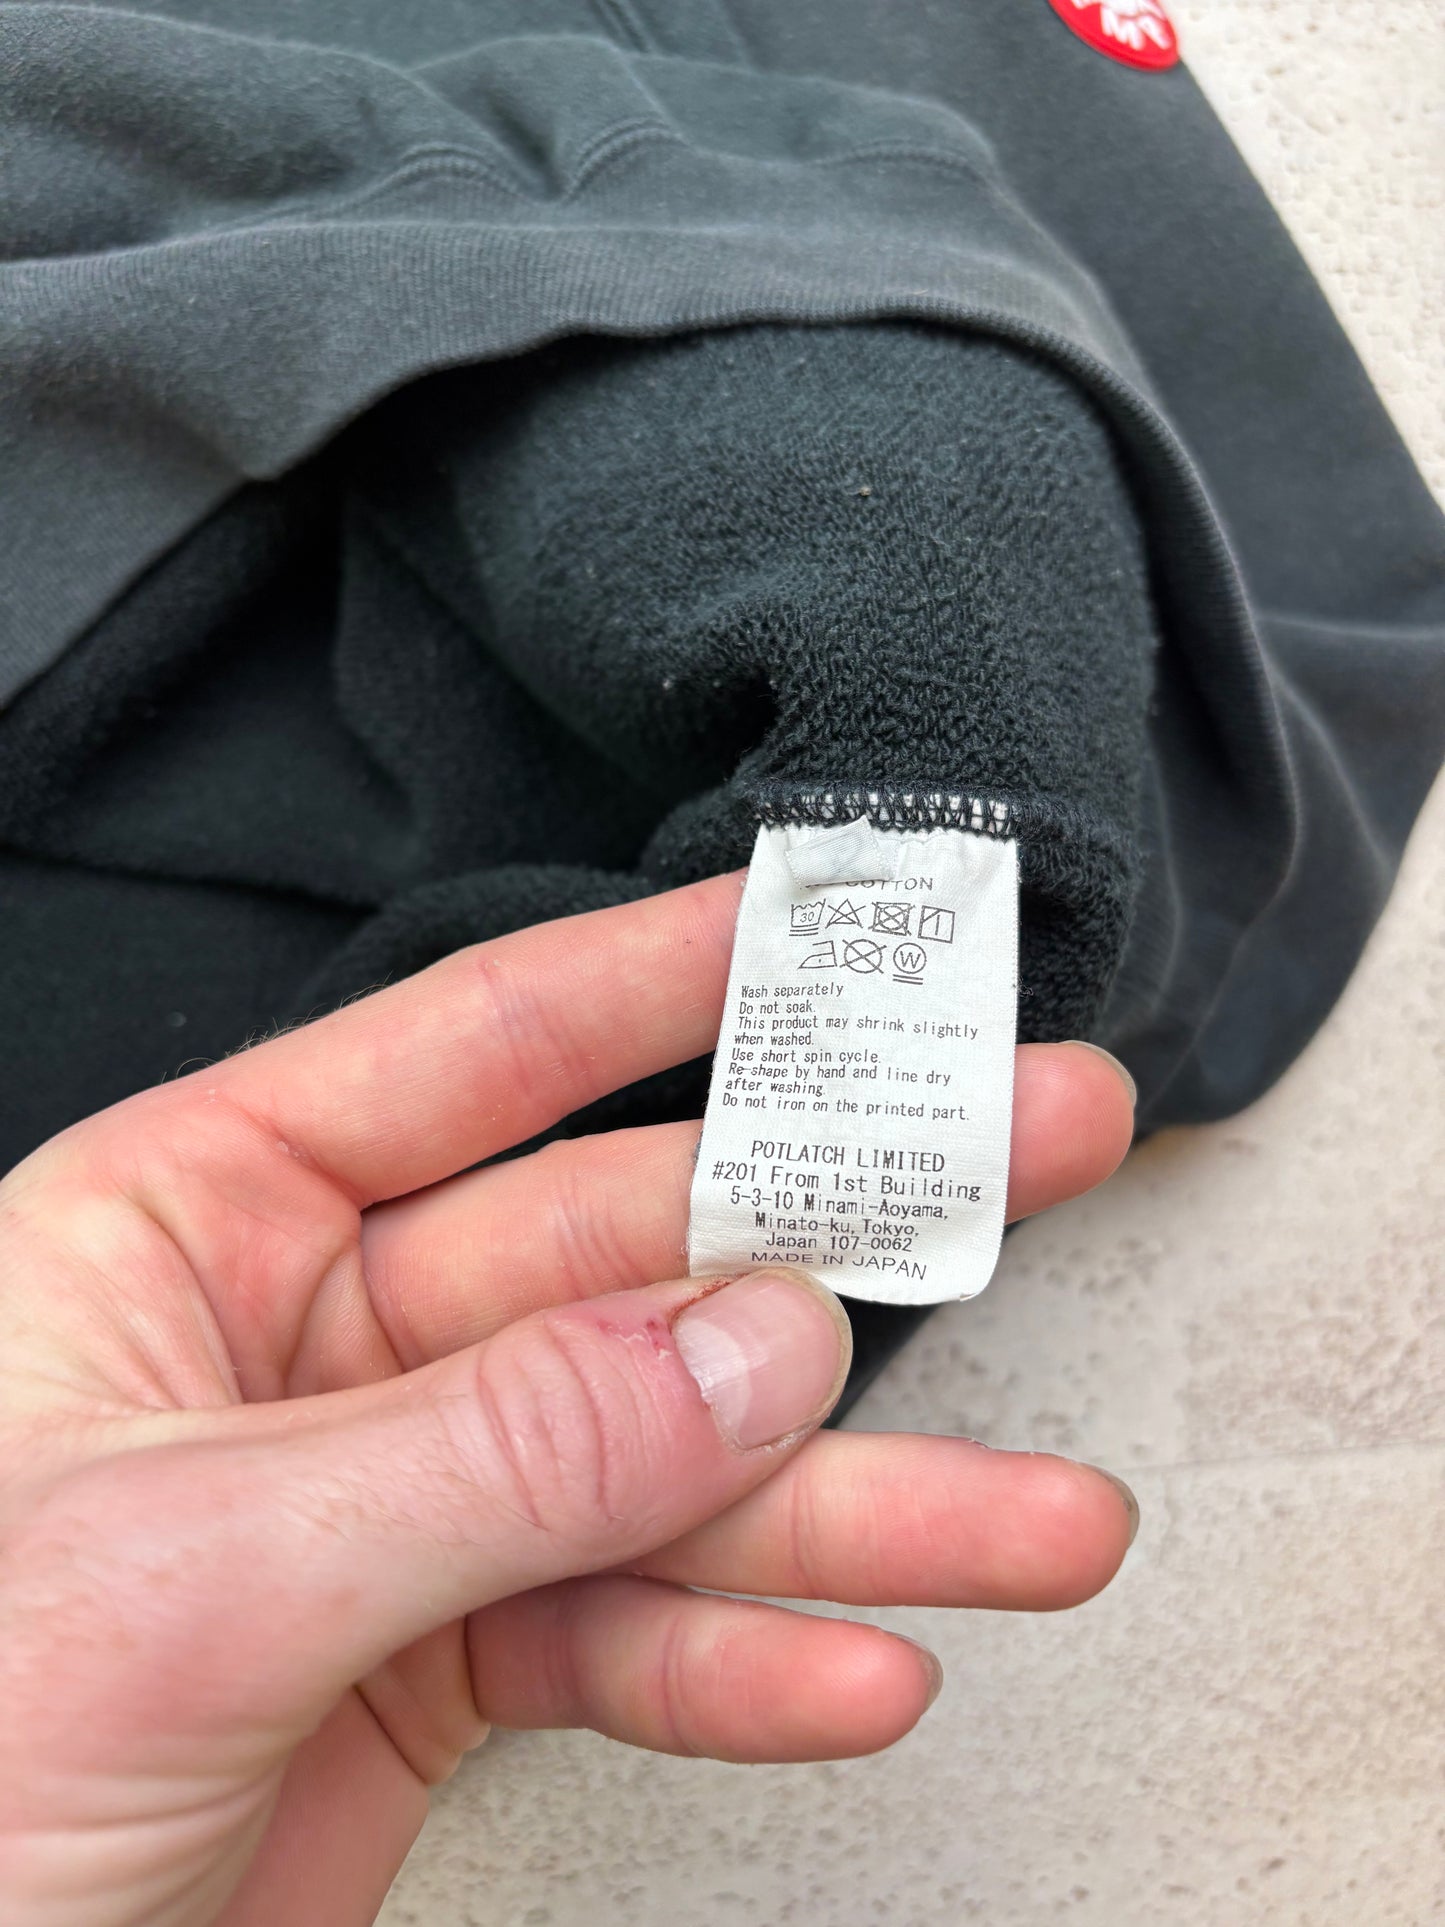 COTTON
30
W
Wash separately
Do not soak.
This product may shrink slightly
when washed.
Use short spin cycle.
Re-shape by hand and line dry
after washing.
Do not iron on the printed part.
POTLATCH LIMITED
#201 From 1st Building
5-3-10 Minami-Aoyama,
Minato-ku, Tokyo,
Japan 107-0062
MADE IN JAPAN